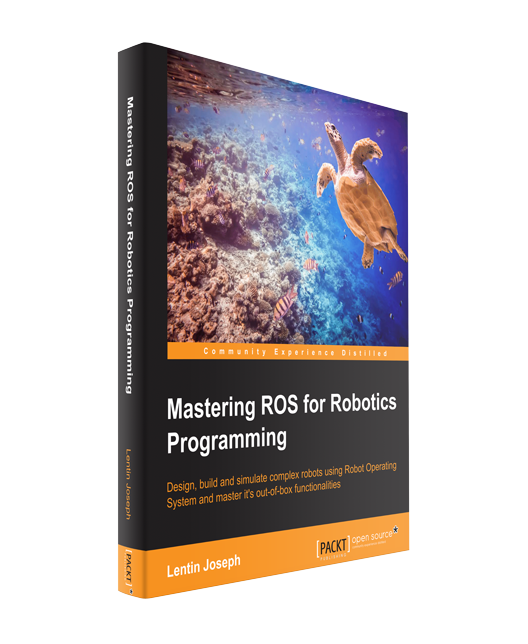 Mastering ROS for Robotics Programming
Lentin Joseph
[PACKT]
Community Experience Distilled
Mastering ROS for Robotics
Programming
Design, build and simulate complex robots using Robot Operating
System and master it's out-of-box functionalities
Lentin Joseph
[PACKT] open source*
PUBLISHING